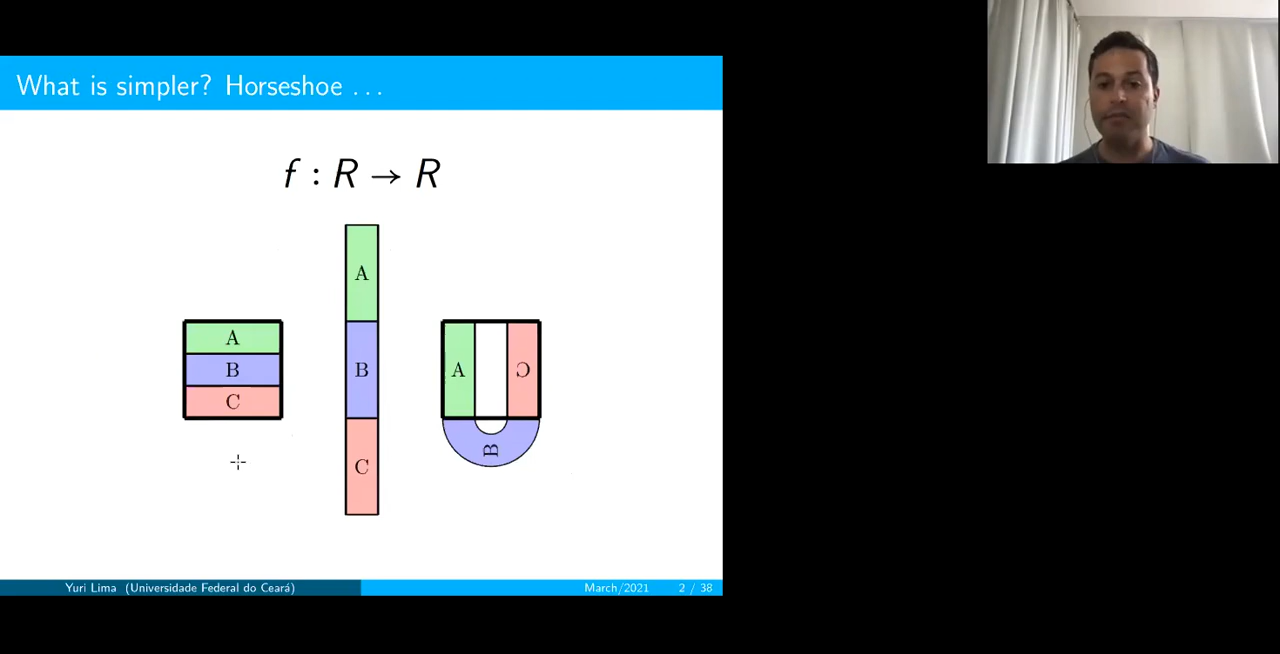 What is simpler? Horseshoe ...
f : R → R
A
B
C
A
B
C
A
C
B
Yuri Lima (Universidade Federal do Ceará)
March/2021
2 / 38